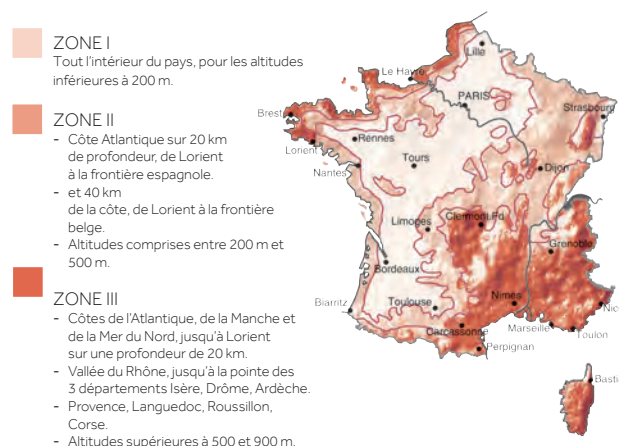 ZONE I
Tout l'intérieur du pays, pour les altitudes
inférieures à 200 m.
ZONE II
- Côte Atlantique sur 20 km
de profondeur, de Lorient
à la frontière espagnole.
- et 40 km
de la côte, de Lorient à la frontière
belge.
- Altitudes comprises entre 200 m et
500 m.
ZONE III
- Côtes de l'Atlantique, de la Manche et
de la Mer du Nord, jusqu'à Lorient
sur une profondeur de 20 km.
- Vallée du Rhône, jusqu'à la pointe des
3 départements Isère, Drôme, Ardèche.
- Provence, Languedoc, Roussillon,
Corse.
- Altitudes supérieures à 500 et 900 m.
Lille
Le Havre
PARIS
Strasbourg
Brest
Rennes
Lorient
Tours
Dijon
Nantes
Limoges
Clermont Fd
Grenoble
Bordeaux
Biarritz
Toulouse
Nimes
Nic
Carcassonne
Marseille
Toulon
Perpignan
Basti